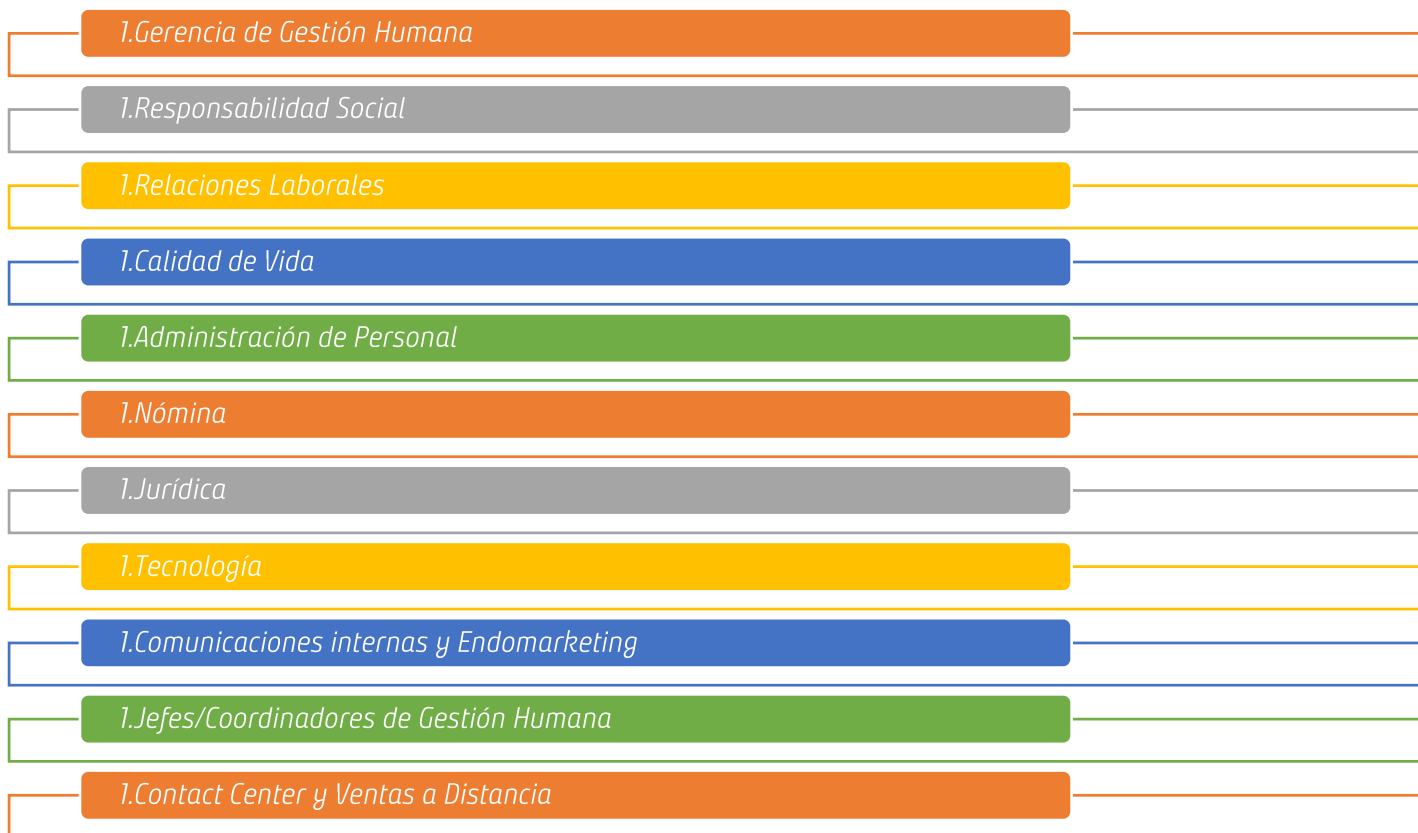 1.Gerencia de Gestión Humana
1.Responsabilidad Social
1.Relaciones Laborales
1.Calidad de Vida
1.Administración de Personal
1.Nómina
1.Jurídica
1.Tecnología
1.Comunicaciones internas y Endomarketing
1.Jefes/Coordinadores de Gestión Humana
1.Contact Center y Ventas a Distancia